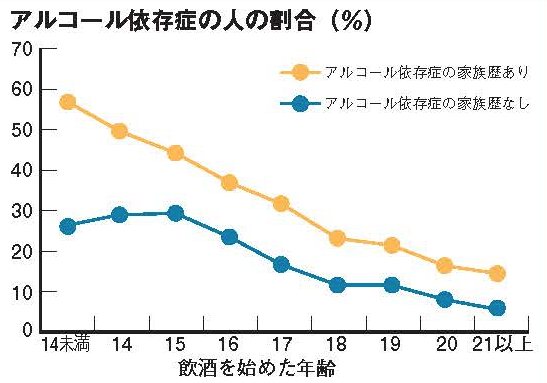 アルコール依存症の人の割合（%）
70
アルコール依存症の家族歴あり
60
アルコール依存症の家族歴なし
50
40
30
20
10
0
14未満 14 15 16 17 18 19 20 21以上
飲酒を始めた年齢